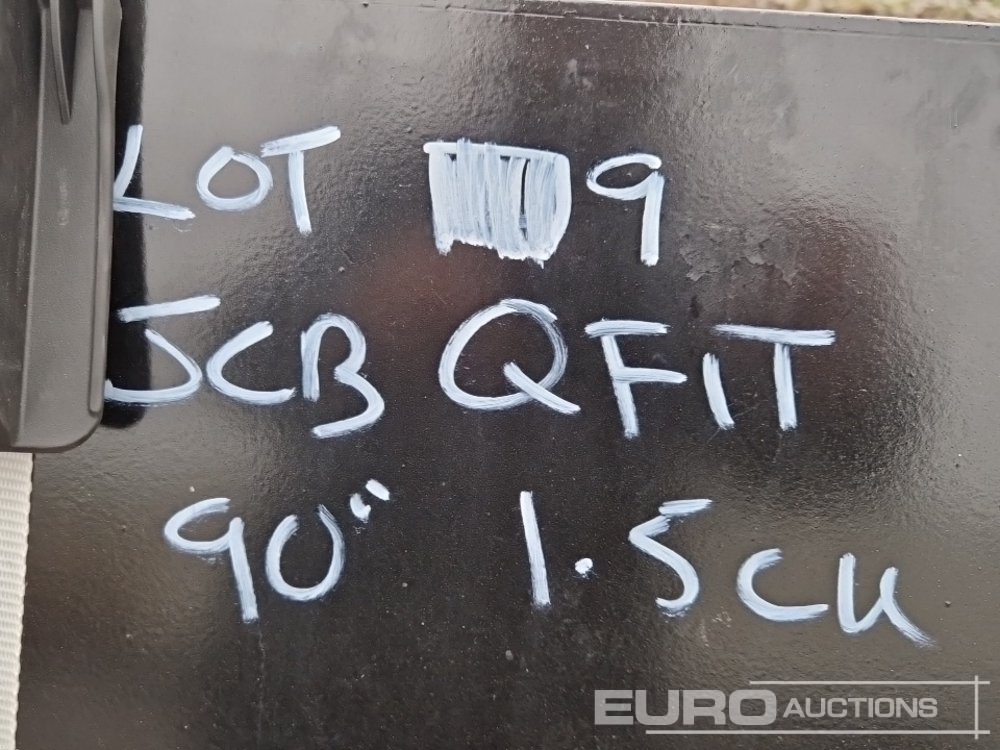 LOT 9
JCB QFIT
90" 1.5CU
EURO AUCTIONS